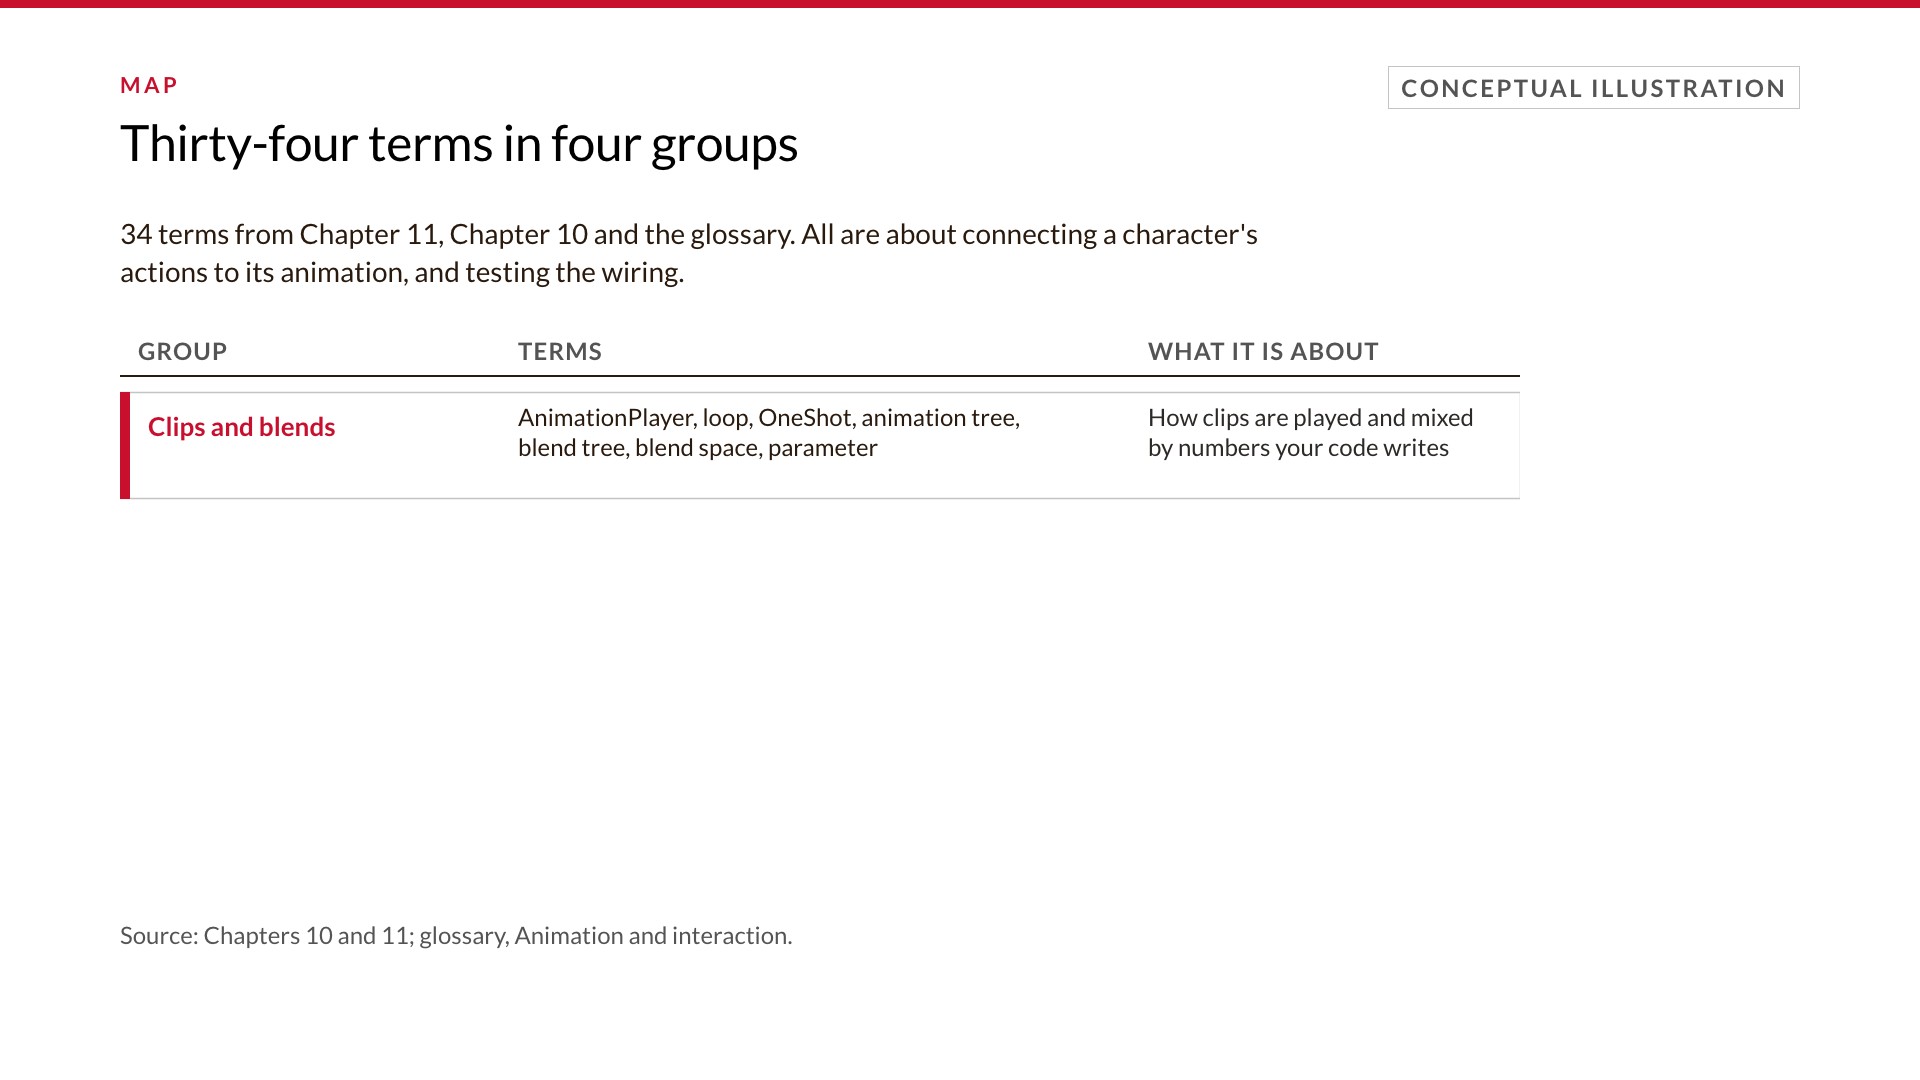 MAP
CONCEPTUAL ILLUSTRATION
Thirty-four terms in four groups
34 terms from Chapter 11, Chapter 10 and the glossary. All are about connecting a character's
actions to its animation, and testing the wiring.
GROUP
TERMS
WHAT IT IS ABOUT
Clips and blends
AnimationPlayer, loop, OneShot, animation tree,
blend tree, blend space, parameter
How clips are played and mixed
by numbers your code writes
Source: Chapters 10 and 11; glossary, Animation and interaction.